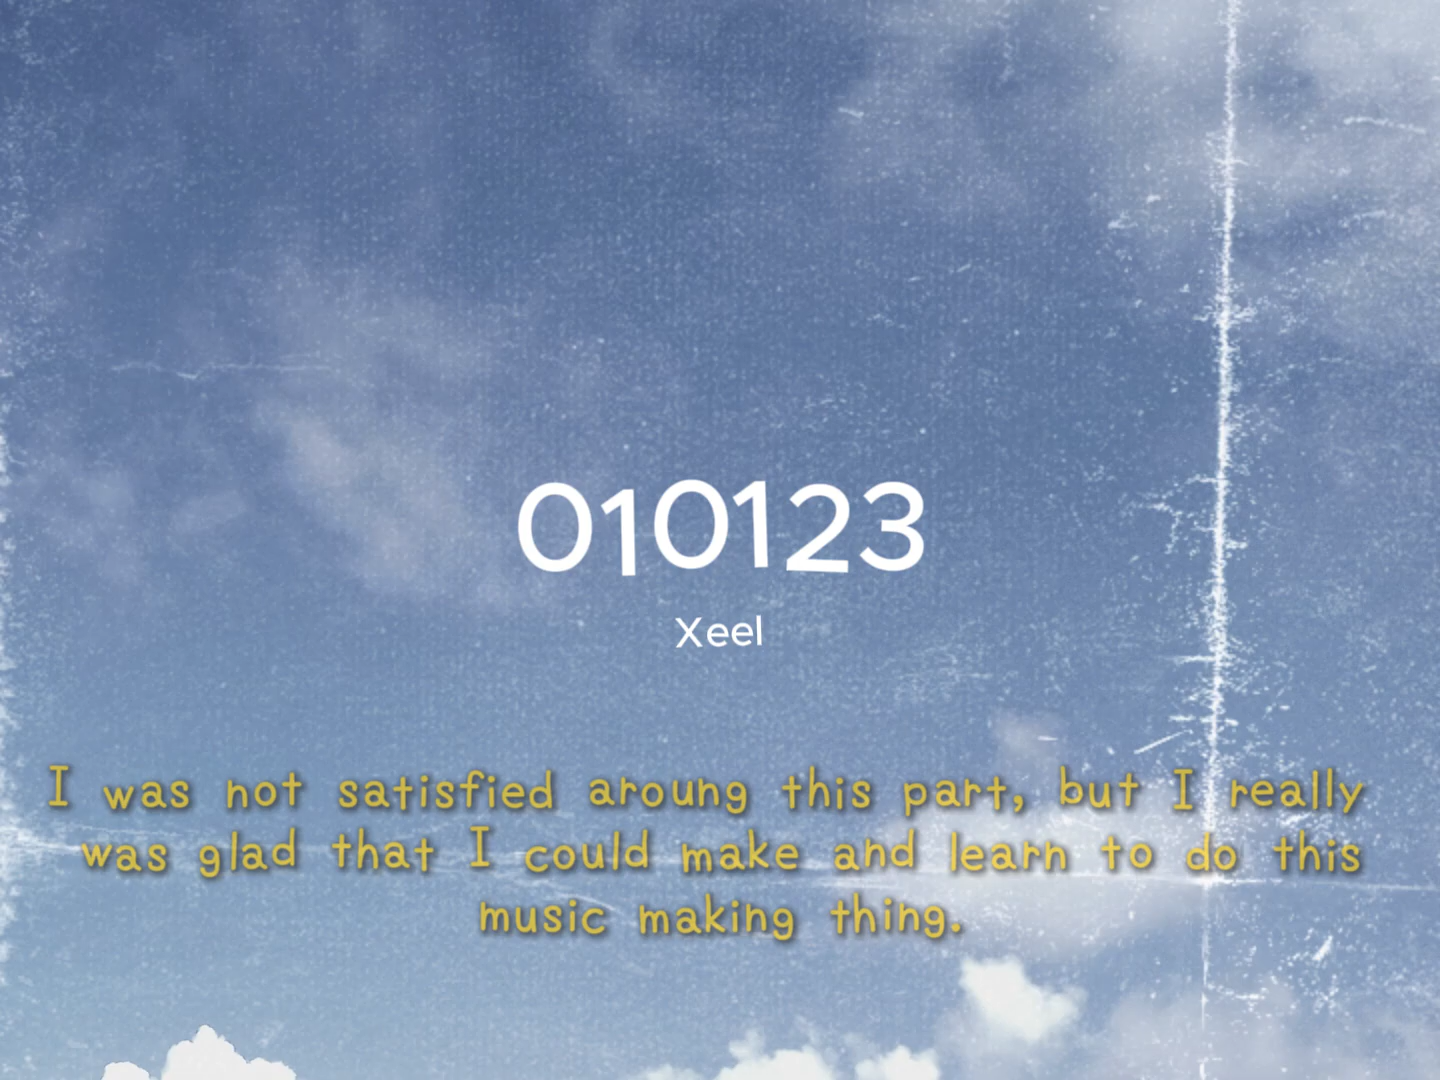 010123
Xeel
I was not satisfied aroung this part, but I really
was glad that I could make and learn to do this
music making thing.